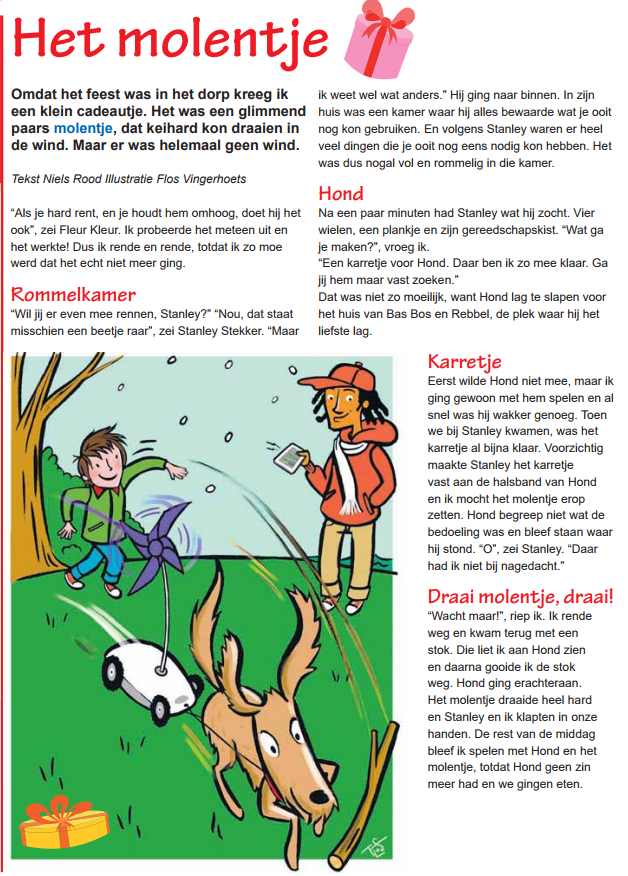 Het molentje
Omdat het feest was in het dorp kreeg ik
een klein cadeautje. Het was een glimmend
paars molentje, dat keihard kon draaien in
de wind. Maar er was helemaal geen wind.
Tekst Niels Rood Illustratie Flos Vingerhoets
“Als je hard rent, en je houdt hem omhoog, doet hij het
ook”, zei Fleur Kleur. Ik probeerde het meteen uit en
het werkte! Dus ik rende en rende, totdat ik zo moe
werd dat het echt niet meer ging.
Rommelkamer
“Wil jij er even mee rennen, Stanley?" “Nou, dat staat
misschien een beetje raar”, zei Stanley Stekker. “Maar
ik weet wel wat anders." Hij ging naar binnen. In zijn
huis was een kamer waar hij alles bewaarde wat je ooit
nog kon gebruiken. En volgens Stanley waren er heel
veel dingen die je ooit nog eens nodig kon hebben. Het
was dus nogal vol en rommelig in die kamer.
Hond
Na een paar minuten had Stanley wat hij zocht. Vier
wielen, een plankje en zijn gereedschapskist. “Wat ga
je maken?”, vroeg ik.
“Een karretje voor Hond. Daar ben ik zo mee klaar. Ga
jij hem maar vast zoeken."
Dat was niet zo moeilijk, want Hond lag te slapen voor
het huis van Bas Bos en Rebbel, de plek waar hij het
liefste lag.
Karretje
Eerst wilde Hond niet mee, maar ik
ging gewoon met hem spelen en al
snel was hij wakker genoeg. Toen
we bij Stanley kwamen, was het
karretje al bijna klaar. Voorzichtig
maakte Stanley het karretje
vast aan de halsband van Hond
en ik mocht het molentje erop
zetten. Hond begreep niet wat de
bedoeling was en bleef staan waar
hij stond. “O”, zei Stanley. “Daar
had ik niet bij nagedacht."
Draai molentje, draai!
“Wacht maar!”, riep ik. Ik rende
weg en kwam terug met een
stok. Die liet ik aan Hond zien
en daarna gooide ik de stok
weg. Hond ging erachteraan.
Het molentje draaide heel hard
en Stanley en ik klapten in onze
handen. De rest van de middag
bleef ik spelen met Hond en het
molentje, totdat Hond geen zin
meer had en we gingen eten.